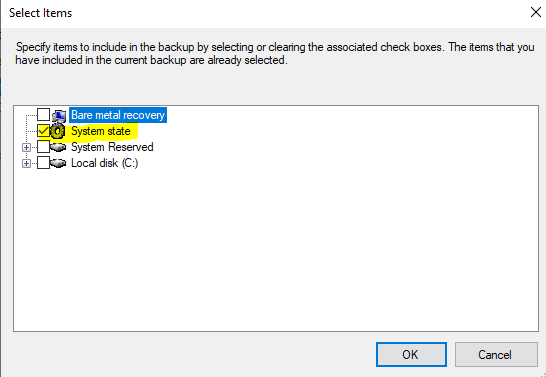 Select Items
Specify items to include in the backup by selecting or clearing the associated check boxes. The items that you
have included in the current backup are already selected.
Bare metal recovery
System state
System Reserved
Local disk (C:)
OK
Cancel